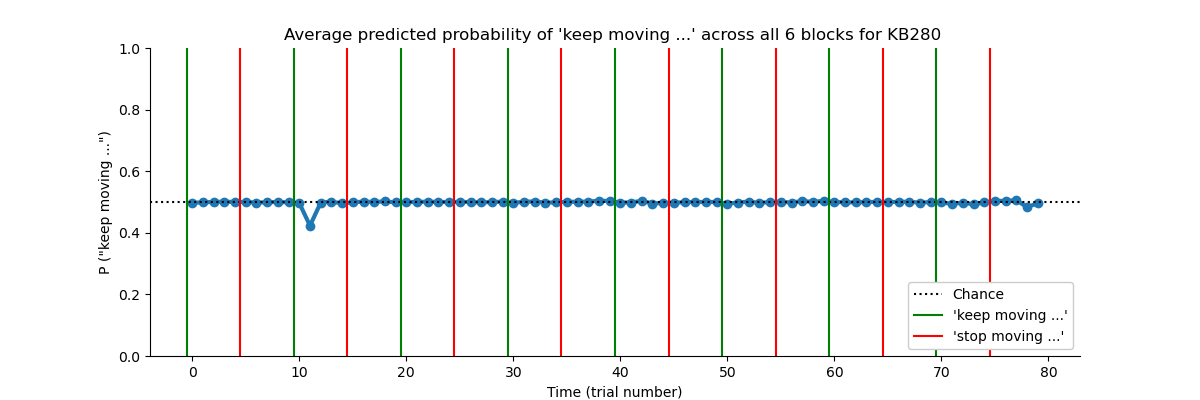 Average predicted probability of 'keep moving ...' across all 6 blocks for KB280
1.0
0.8
0.6
0.4
0.2
0.0
P ("keep moving ...")
Chance
'keep moving ...'
'stop moving ...'
0 10 20 30 40 50 60 70 80
Time (trial number)